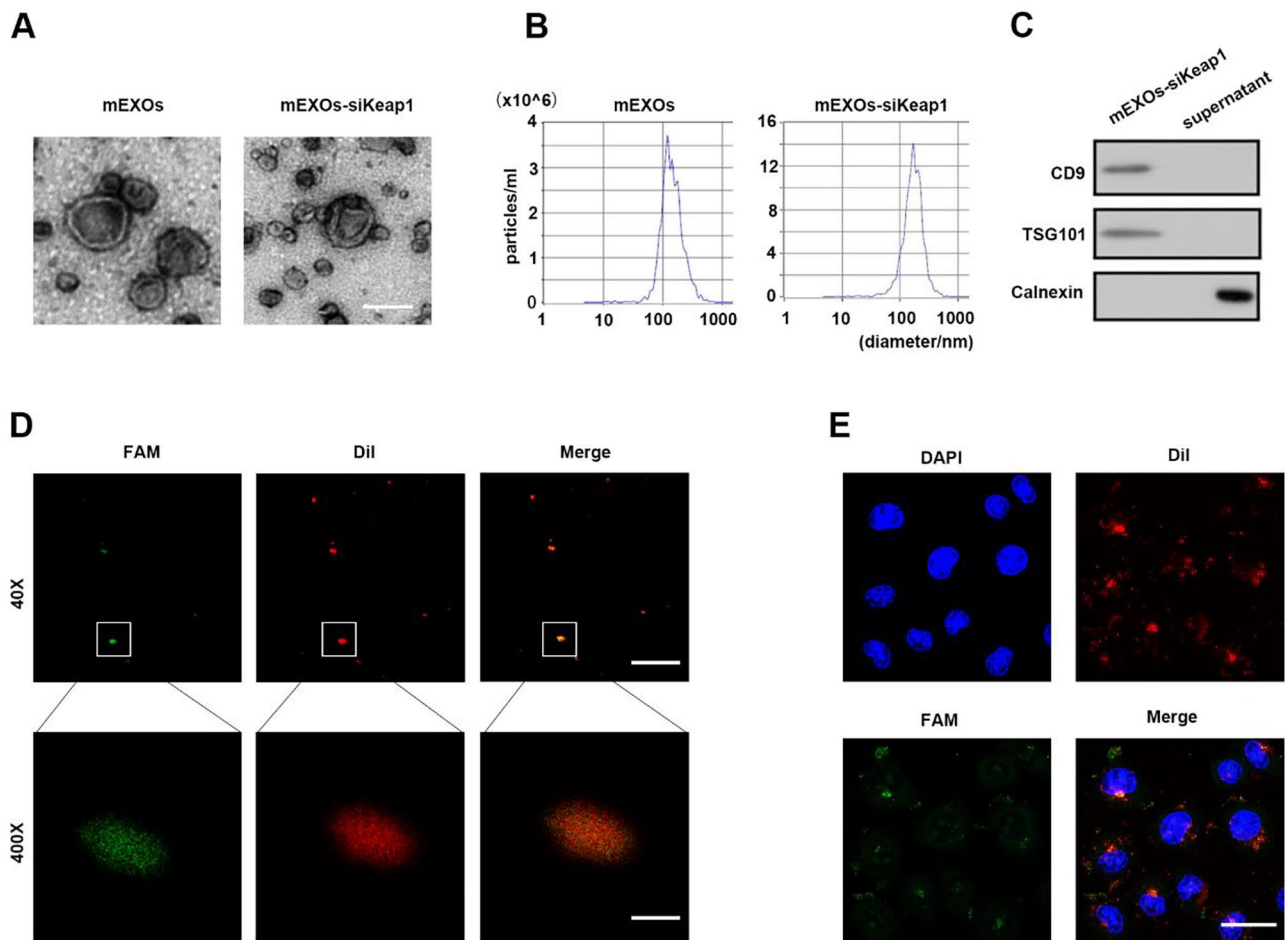 A
B
C
mEXOs
mEXOs-siKeap1
(x10^6)
mEXOs
mEXOs-siKeap1
particles/ml
4
3
2
1
0
1
10
100
1000
16
12
8
4
0
1
10
100
1000
(diameter/nm)
mEXOs-siKeap1
supernatant
CD9
TSG101
Calnexin
D
E
FAM
DiI
Merge
40X
400X
DAPI
DiI
FAM
Merge